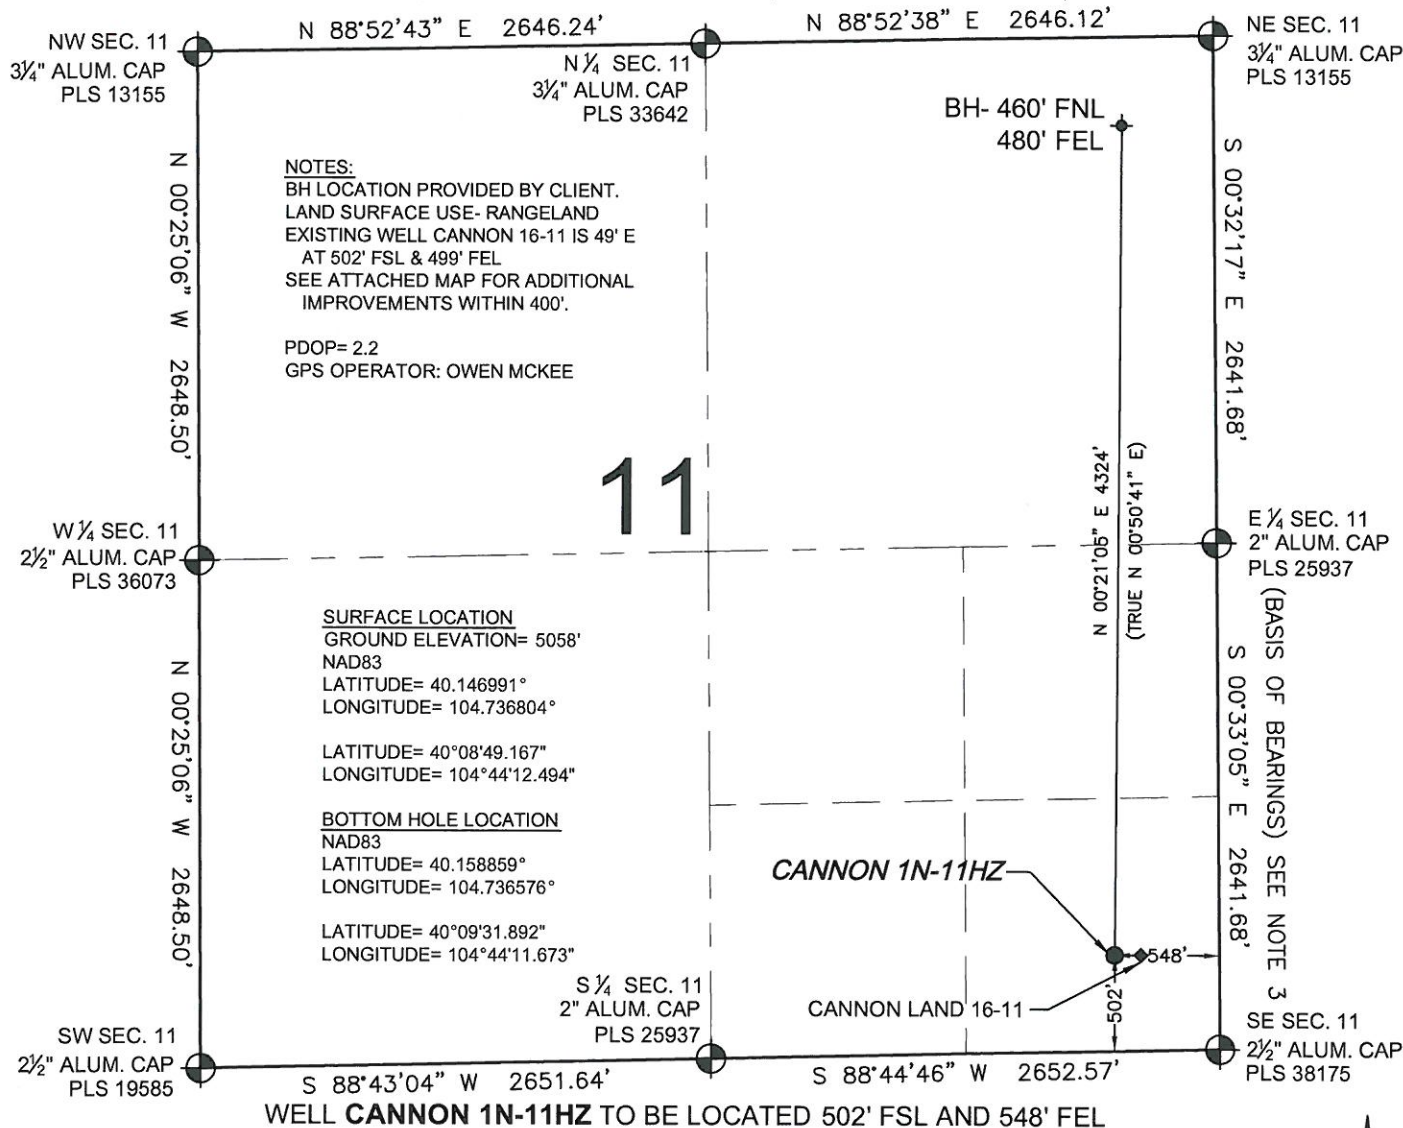 N 88°52'43" E 2646.24'
N 88°52'38" E 2646.12'
NW SEC. 11
3¼" ALUM. CAP
PLS 13155
N ¼ SEC. 11
3¼" ALUM. CAP
PLS 33642
NE SEC. 11
3¼" ALUM. CAP
PLS 13155
BH- 460' FNL
480' FEL
N 00°25'06" W 2648.50'
NOTES:
BH LOCATION PROVIDED BY CLIENT.
LAND SURFACE USE- RANGELAND
EXISTING WELL CANNON 16-11 IS 49' E
AT 502' FSL & 499' FEL
SEE ATTACHED MAP FOR ADDITIONAL
IMPROVEMENTS WITHIN 400'.
PDOP= 2.2
GPS OPERATOR: OWEN MCKEE
S 00°32'17" E 2641.68'
11
N 00°21'05" E 4324'
(TRUE N 00°50'41" E)
W ¼ SEC. 11
2½" ALUM. CAP
PLS 36073
E ¼ SEC. 11
2" ALUM. CAP
PLS 25937
N 00°25'06" W 2648.50'
SURFACE LOCATION
GROUND ELEVATION= 5058'
NAD83
LATITUDE= 40.146991°
LONGITUDE= 104.736804°
LATITUDE= 40°08'49.167"
LONGITUDE= 104°44'12.494"
BOTTOM HOLE LOCATION
NAD83
LATITUDE= 40.158859°
LONGITUDE= 104.736576°
LATITUDE= 40°09'31.892"
LONGITUDE= 104°44'11.673"
S 00°33'05" E 2641.68'
(BASIS OF BEARINGS) SEE NOTE 3
CANNON 1N-11HZ
548'
CANNON LAND 16-11
502'
S ¼ SEC. 11
2" ALUM. CAP
PLS 25937
SW SEC. 11
2½" ALUM. CAP
PLS 19585
SE SEC. 11
2½" ALUM. CAP
PLS 38175
S 88°43'04" W 2651.64'
S 88°44'46" W 2652.57'
WELL CANNON 1N-11HZ TO BE LOCATED 502' FSL AND 548' FEL